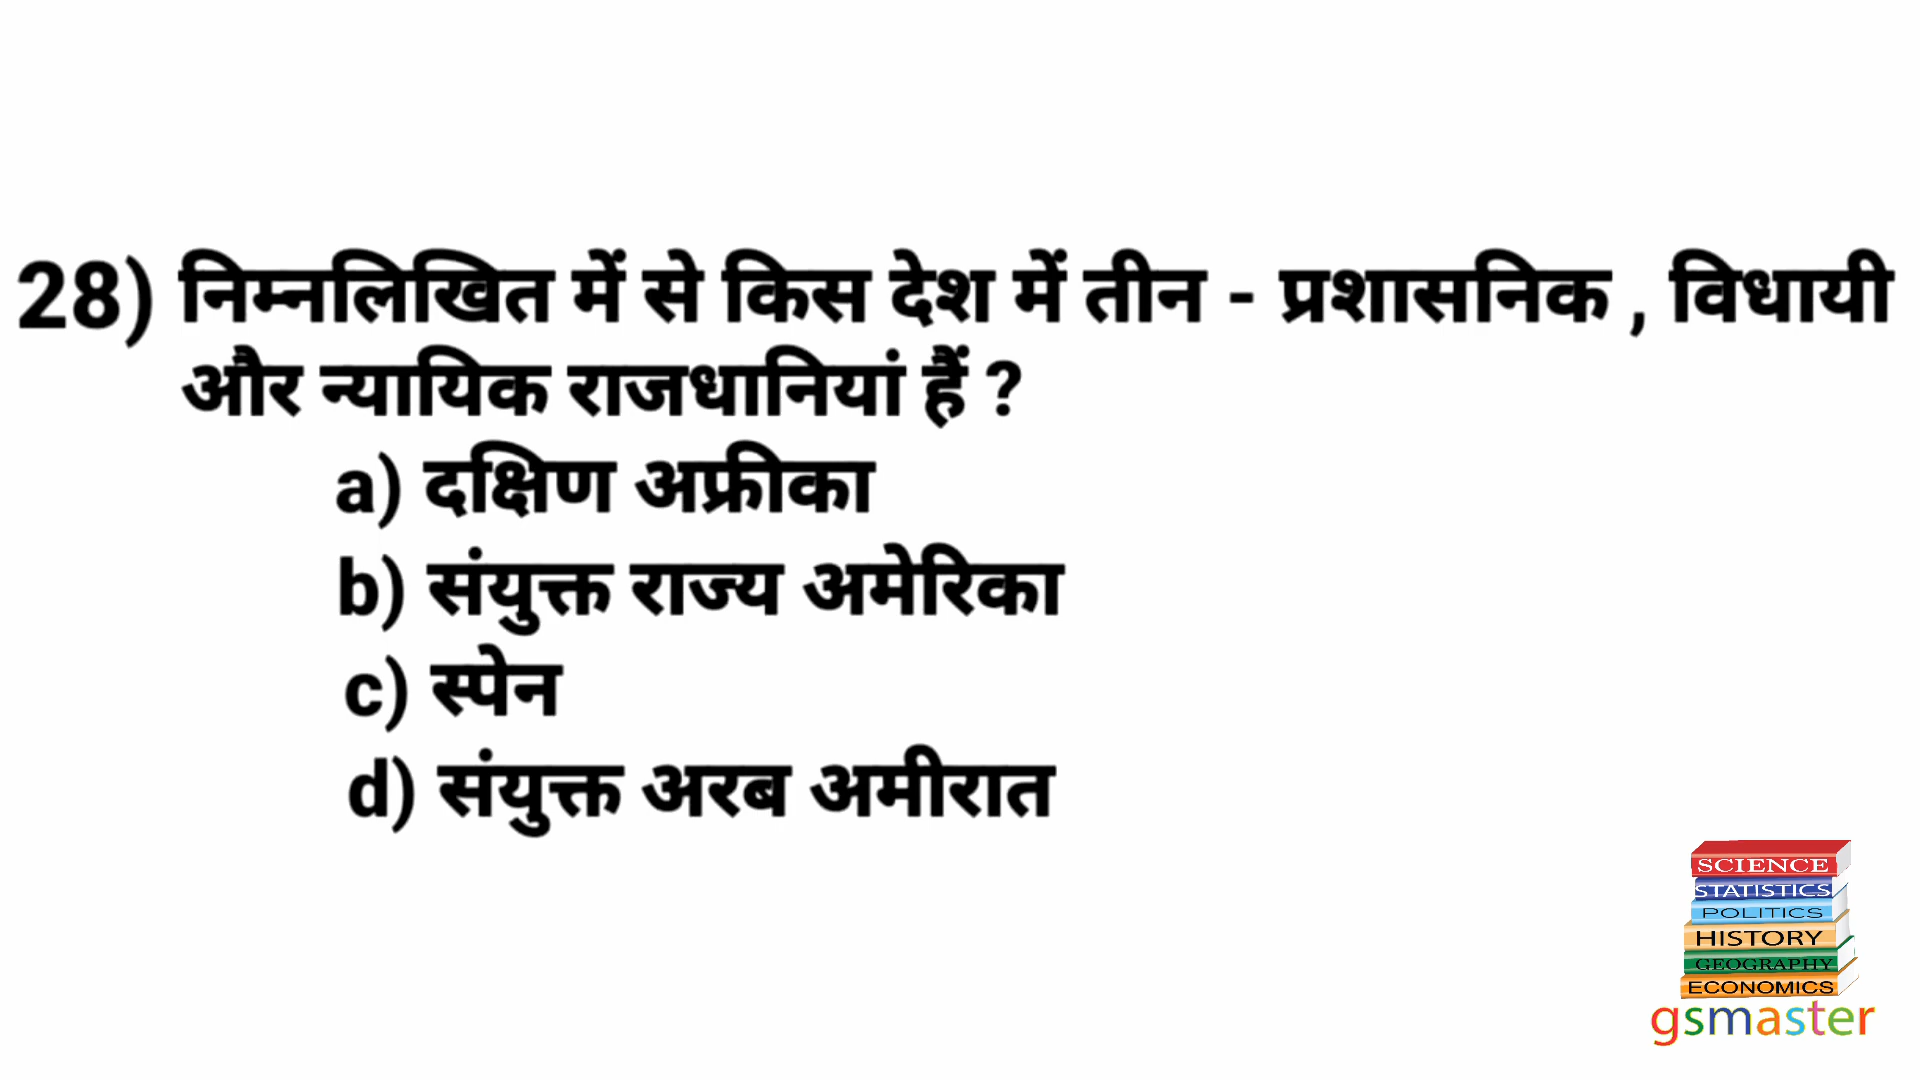 28) निम्नलिखित में से किस देश में तीन - प्रशासनिक , विधायी
और न्यायिक राजधानियां हैं ?
a) दक्षिण अफ्रीका
b) संयुक्त राज्य अमेरिका
c) स्पेन
d) संयुक्त अरब अमीरात
SCIENCE
STATISTICS
POLITICS
HISTORY
GEOGRAPHY
ECONOMICS
gsmaster